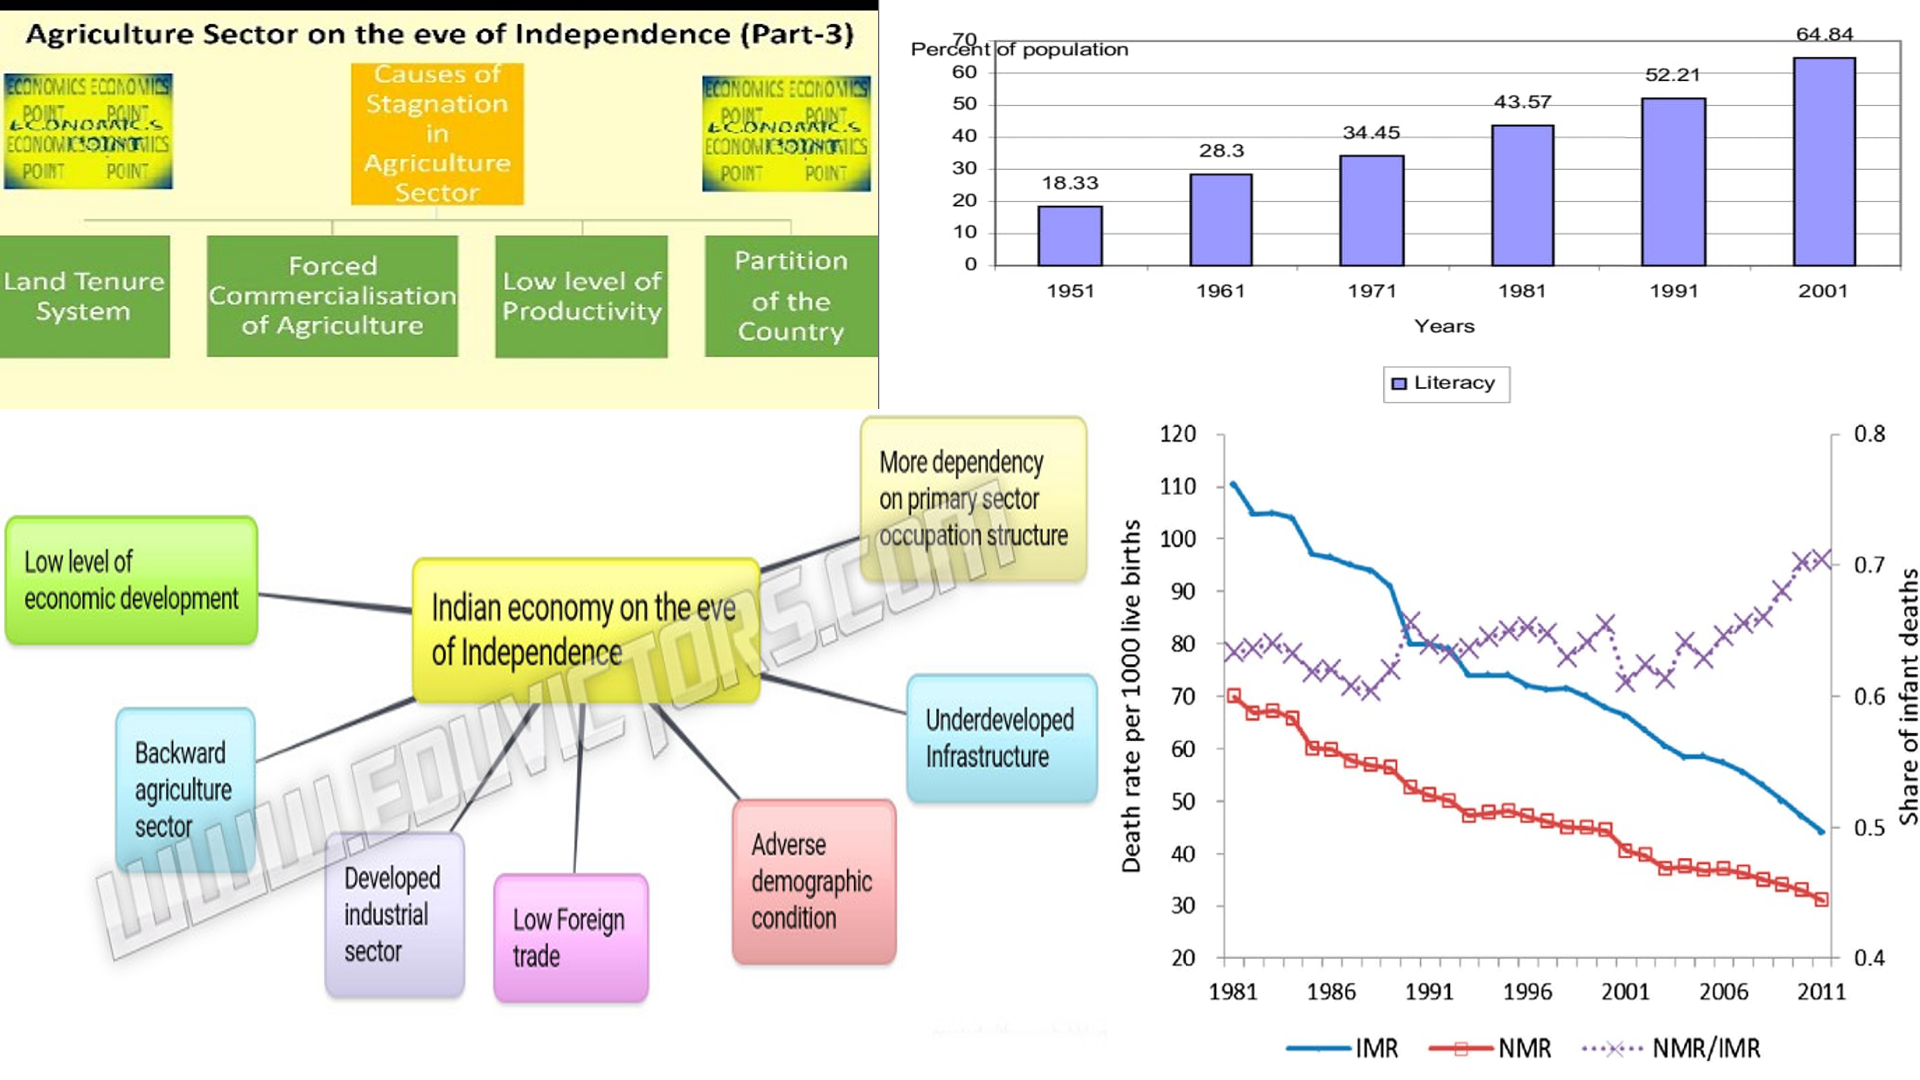 Agriculture Sector on the eve of Independence (Part-3)
ECONOMICS ECONOMICS
POINT POINT
ECONOMICS
ECONOMICS ECONOMICS
POINT
POINT POINT
Causes of
Stagnation
in
Agriculture
Sector
ECONOMICS ECONOMICS
POINT POINT
ECONOMICS
ECONOMICS ECONOMICS
POINT
POINT POINT
Land Tenure
System
Forced
Commercialisation
of Agriculture
Low level of
Productivity
Partition
of the
Country
Percent of population
70
60
50
40
30
20
10
0
18.33
28.3
34.45
43.57
52.21
64.84
1951 1961 1971 1981 1991 2001
Years
Literacy
Indian economy on the eve
of Independence
Low level of
economic development
More dependency
on primary sector
occupation structure
Backward
agriculture
sector
Underdeveloped
Infrastructure
Developed
industrial
sector
Low Foreign
trade
Adverse
demographic
condition
WWW.EDUVICTORS.COM
Death rate per 1000 live births
120
110
100
90
80
70
60
50
40
30
20
0.8
0.7
0.6
0.5
0.4
Share of infant deaths
1981 1986 1991 1996 2001 2006 2011
IMR NMR NMR/IMR